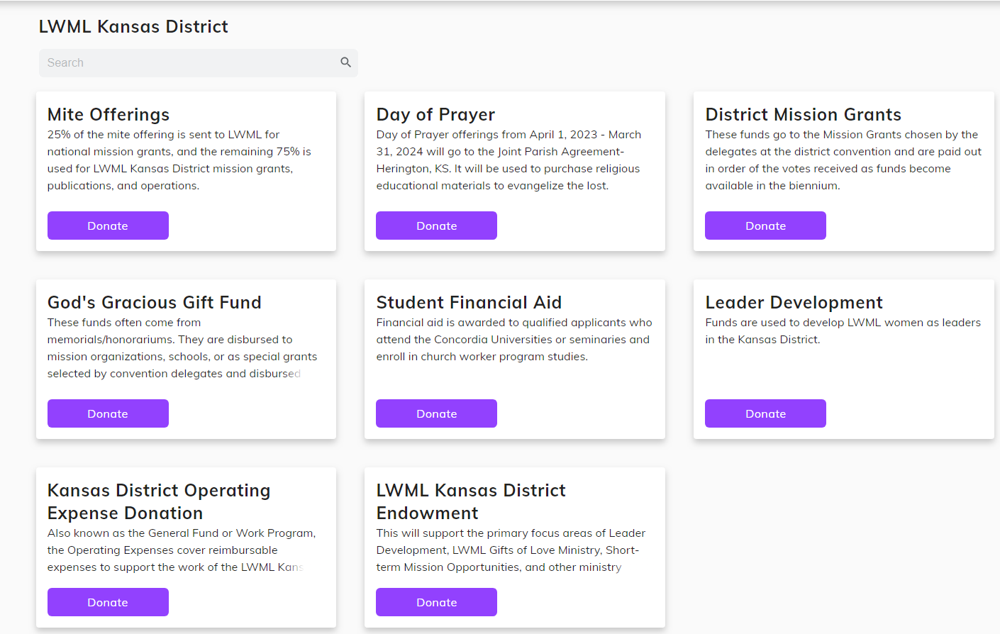 LWML Kansas District
Search
Mite Offerings
25% of the mite offering is sent to LWML for
national mission grants, and the remaining 75% is
used for LWML Kansas District mission grants,
publications, and operations.
Donate
Day of Prayer
Day of Prayer offerings from April 1, 2023 - March
31, 2024 will go to the Joint Parish Agreement-
Herington, KS. It will be used to purchase religious
educational materials to evangelize the lost.
Donate
District Mission Grants
These funds go to the Mission Grants chosen by the
delegates at the district convention and are paid out
in order of the votes received as funds become
available in the biennium.
Donate
God's Gracious Gift Fund
These funds often come from
memorials/honorariums. They are disbursed to
mission organizations, schools, or as special grants
selected by convention delegates and disbursed
Donate
Student Financial Aid
Financial aid is awarded to qualified applicants who
attend the Concordia Universities or seminaries and
enroll in church worker program studies.
Donate
Leader Development
Funds are used to develop LWML women as leaders
in the Kansas District.
Donate
Kansas District Operating
Expense Donation
Also known as the General Fund or Work Program,
the Operating Expenses cover reimbursable
expenses to support the work of the LWML Kans
Donate
LWML Kansas District
Endowment
This will support the primary focus areas of Leader
Development, LWML Gifts of Love Ministry, Short-
term Mission Opportunities, and other ministry
Donate